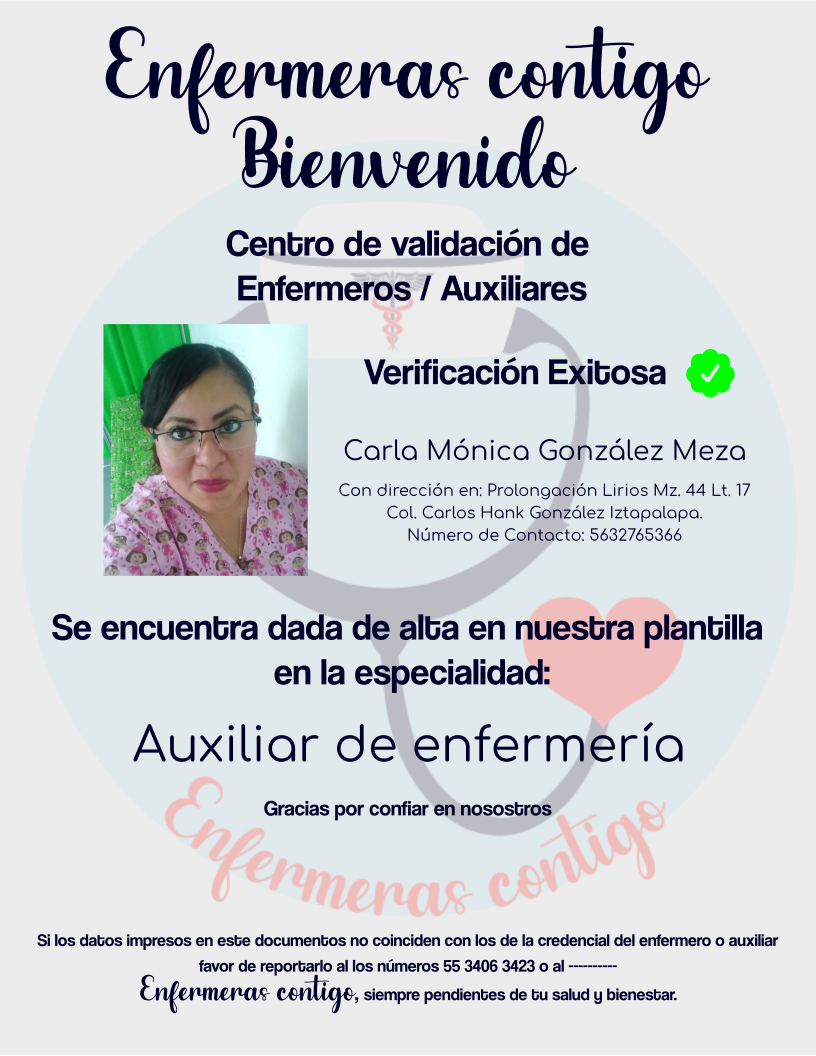 Enfermeras contigo
Bienvenido
Centro de validación de
Enfermeros / Auxiliares
Verificación Exitosa
Carla Mónica González Meza
Con dirección en: Prolongación Lirios Mz. 44 Lt. 17
Col. Carlos Hank González Iztapalapa.
Número de Contacto: 5632765366
Se encuentra dada de alta en nuestra plantilla
en la especialidad:
Auxiliar de enfermería
Gracias por confiar en nosostros
Enfermeras contigo
Si los datos impresos en este documentos no coinciden con los de la credencial del enfermero o auxiliar
favor de reportarlo al los números 55 3406 3423 o al ----------
Enfermeras contigo, siempre pendientes de tu salud y bienestar.